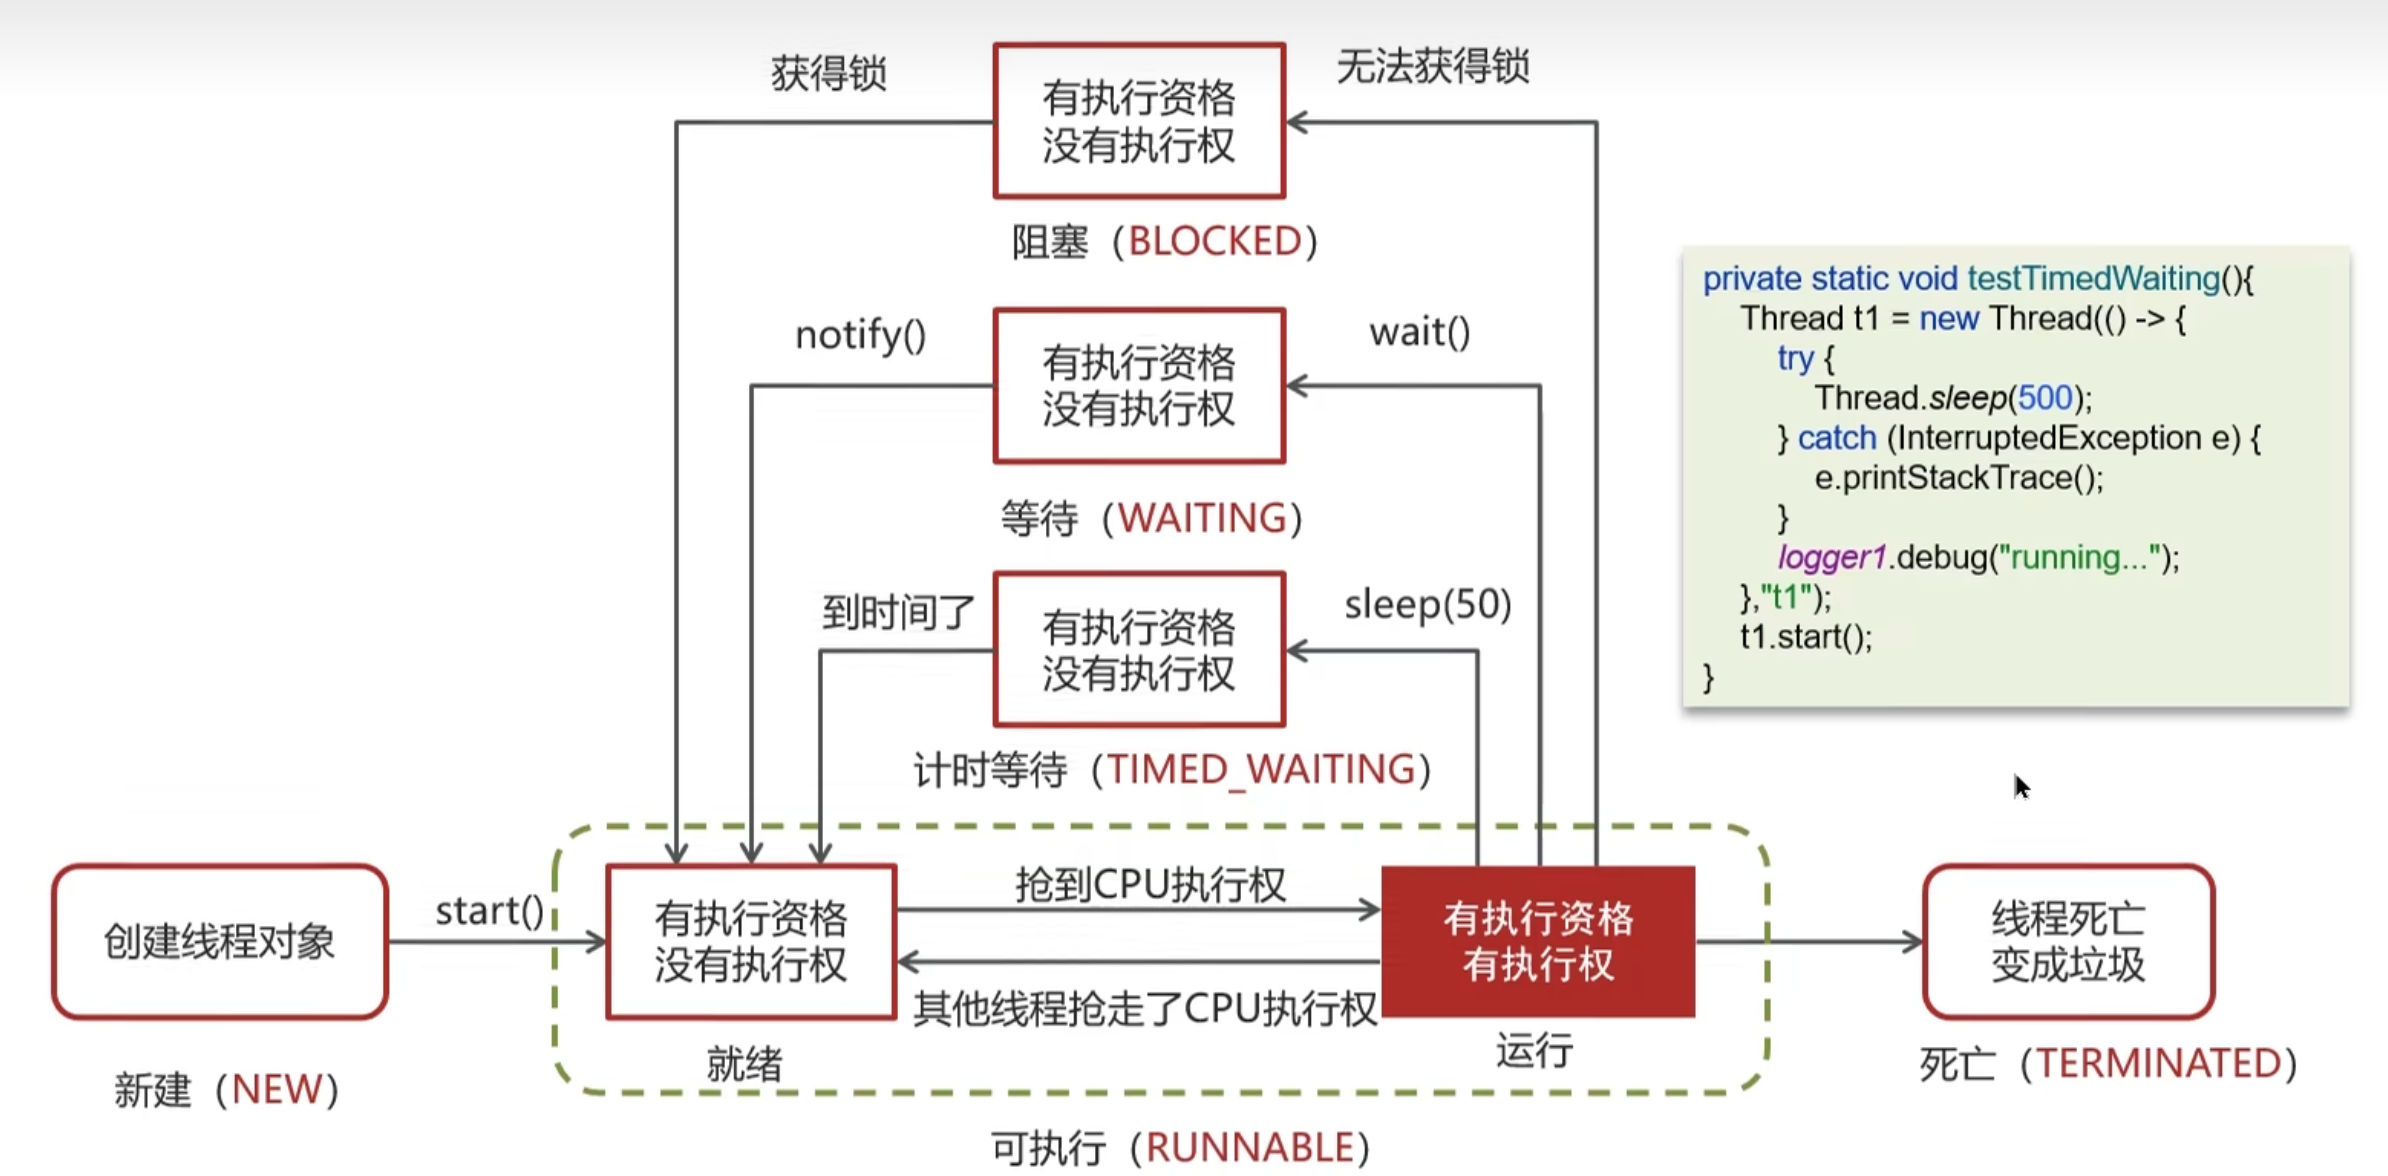 获得锁
有执行资格
没有执行权
无法获得锁
阻塞（BLOCKED）
notify()
有执行资格
没有执行权
wait()
等待（WAITING）
到时间了
有执行资格
没有执行权
sleep(50)
计时等待（TIMED_WAITING）
private static void testTimedWaiting(){
Thread t1 = new Thread(() -> {
try {
Thread.sleep(500);
} catch (InterruptedException e) {
e.printStackTrace();
}
logger1.debug("running...");
},"t1");
t1.start();
}
创建线程对象
新建（NEW）
start()
有执行资格
没有执行权
就绪
抢到CPU执行权
其他线程抢走了CPU执行权
有执行资格
有执行权
运行
可执行（RUNNABLE）
线程死亡
变成垃圾
死亡（TERMINATED）